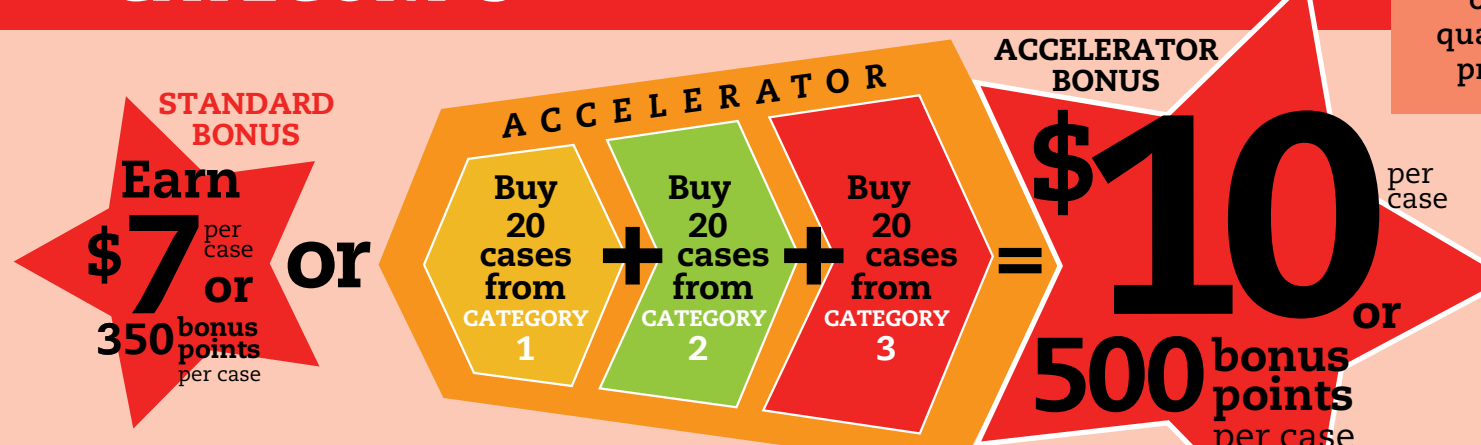 STANDARD
BONUS
Earn
$7 per
case
or
350 bonus
points
per case
or
ACCELERATOR
Buy
20
cases
from
CATEGORY
1
+
Buy
20
cases
from
CATEGORY
2
+
Buy
20
cases
from
CATEGORY
3
=
ACCELERATOR
BONUS
$10 per
case
or
500 bonus
points
per case